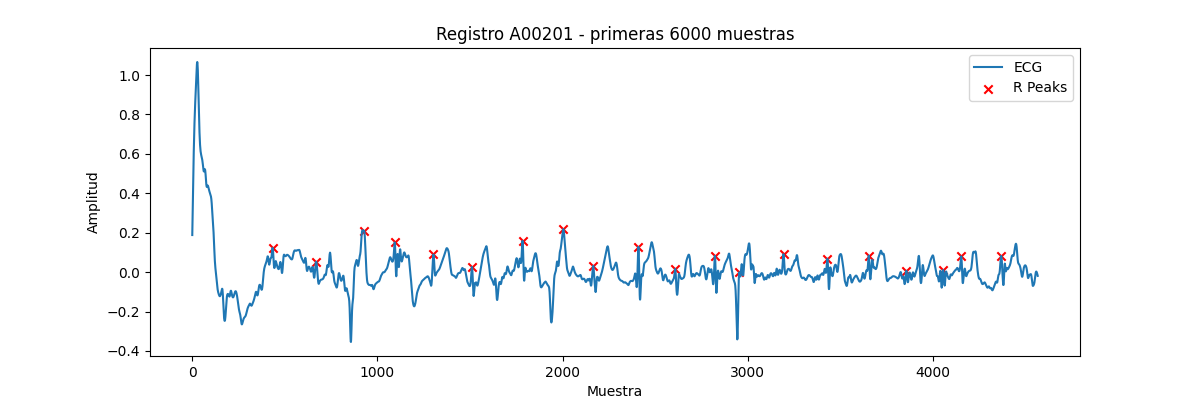 Registro A00201 - primeras 6000 muestras
ECG
R Peaks
Amplitud
1.0
0.8
0.6
0.4
0.2
0.0
−0.2
−0.4
0 1000 2000 3000 4000
Muestra